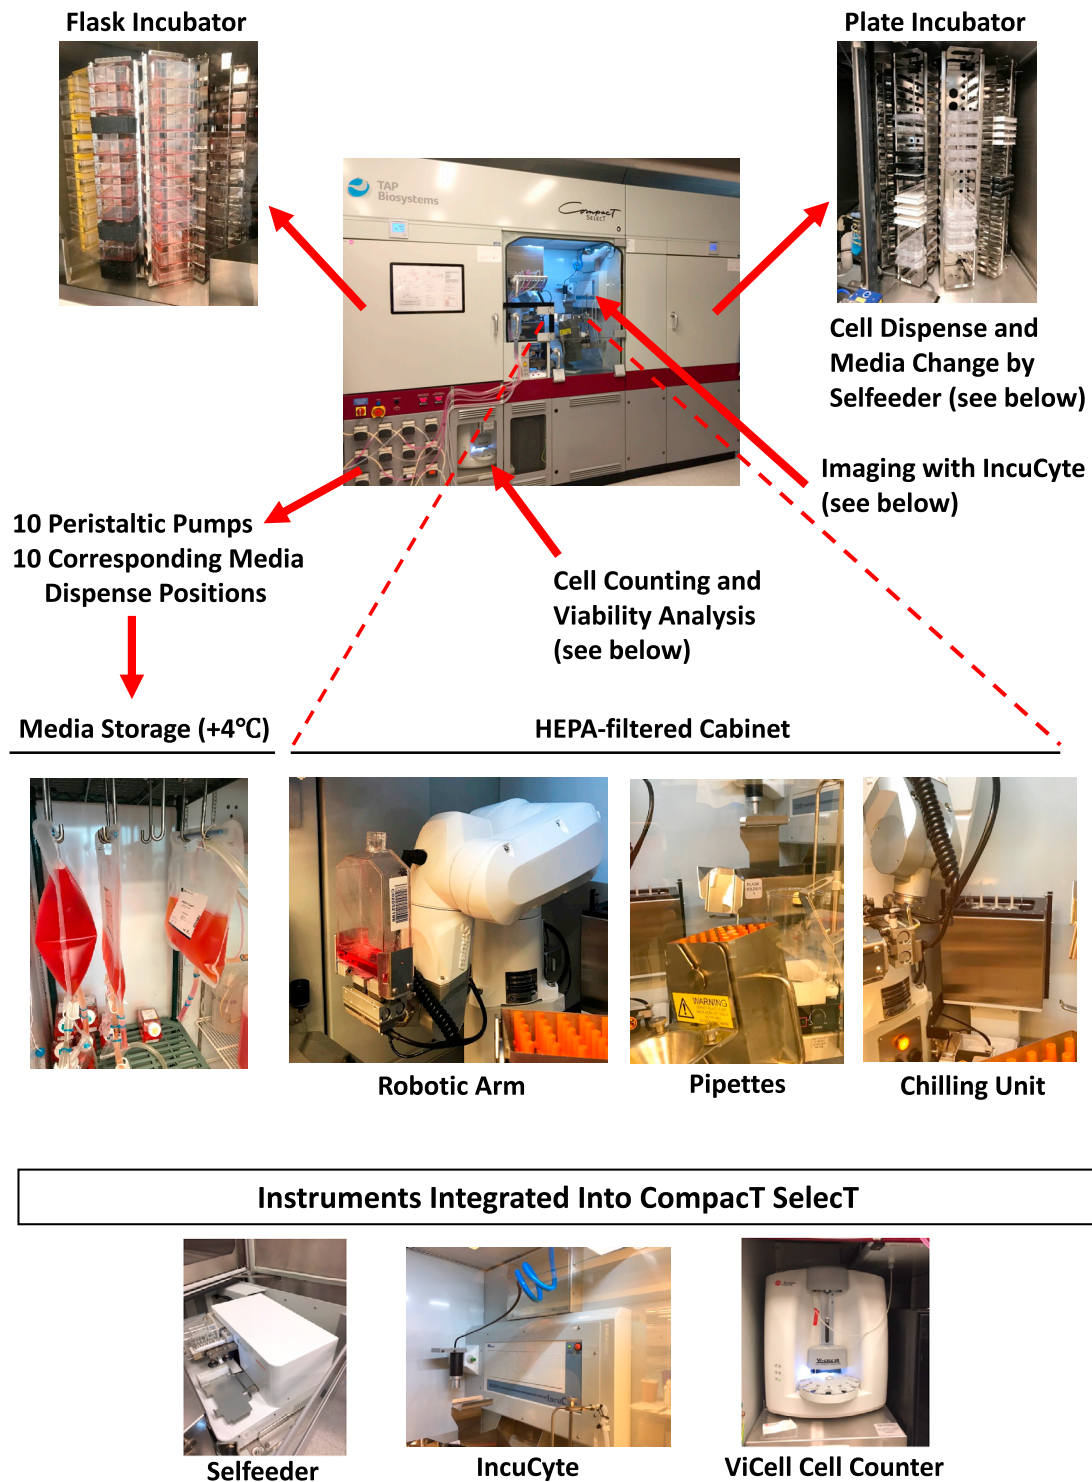 Flask Incubator
Plate Incubator
TAP
Biosystems
CompacT
SelecT
Cell Dispense and
Media Change by
Selfeeder (see below)
Imaging with IncuCyte
(see below)
10 Peristaltic Pumps
10 Corresponding Media
Dispense Positions
Cell Counting and
Viability Analysis
(see below)
Media Storage (+4℃)
HEPA-filtered Cabinet
WARNING
Robotic Arm
Pipettes
Chilling Unit
Instruments Integrated Into CompacT SelecT
Selfeeder
IncuCyte
ViCell Cell Counter